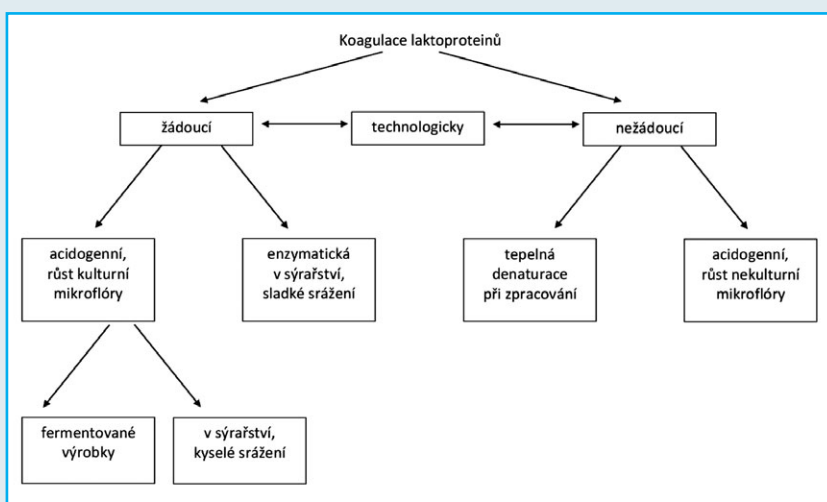 Koagulace laktoproteinů
žádoucí
technologicky
nežádoucí
acidogenní,
růst kulturní
mikroflóry
enzymatická
v sýrařství,
sladké srážení
tepelná
denaturace
při zpracování
acidogenní,
růst nekulturní
mikroflóry
fermentované
výrobky
v sýrařství,
kyselé srážení